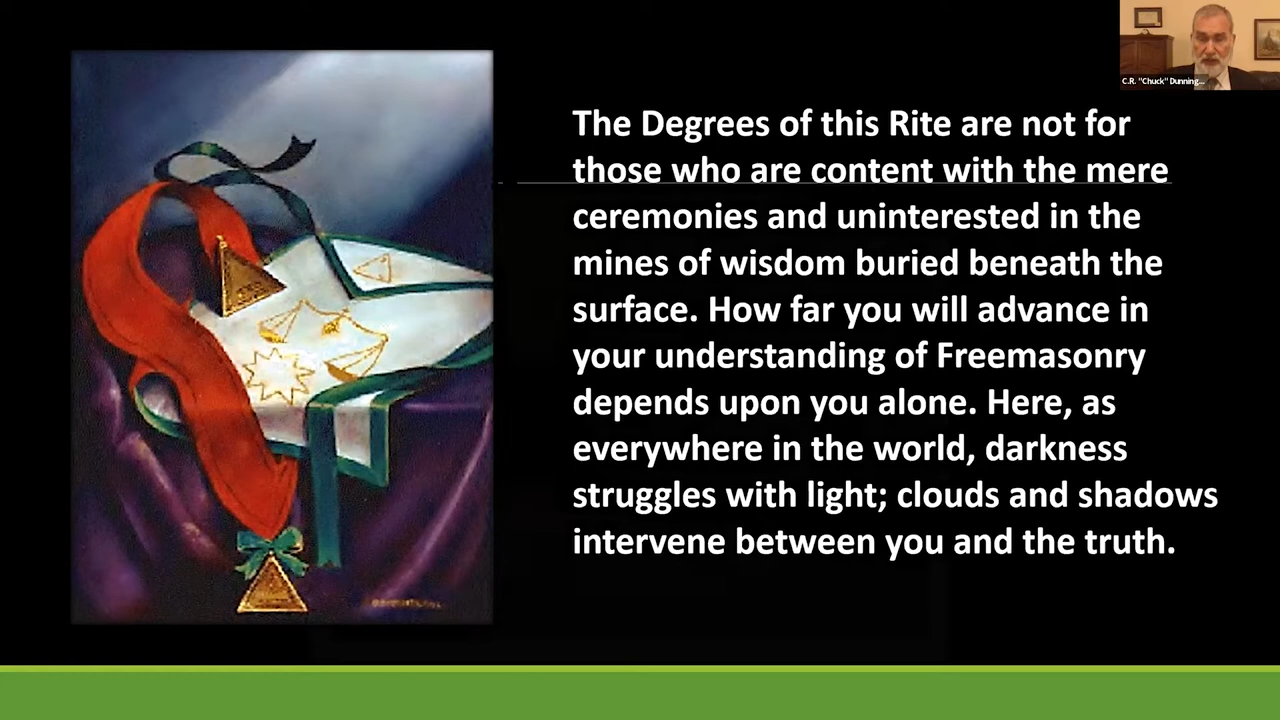 C.R. "Chuck" Dunning...
The Degrees of this Rite are not for
those who are content with the mere
ceremonies and uninterested in the
mines of wisdom buried beneath the
surface. How far you will advance in
your understanding of Freemasonry
depends upon you alone. Here, as
everywhere in the world, darkness
struggles with light; clouds and shadows
intervene between you and the truth.